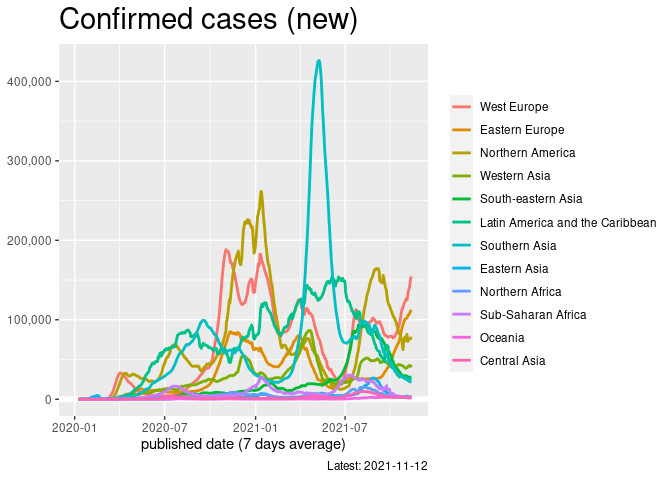 Confirmed cases (new)
400,000
300,000
200,000
100,000
0
2020-01
2020-07
2021-01
2021-07
published date (7 days average)
Latest: 2021-11-12
West Europe
Eastern Europe
Northern America
Western Asia
South-eastern Asia
Latin America and the Caribbean
Southern Asia
Eastern Asia
Northern Africa
Sub-Saharan Africa
Oceania
Central Asia